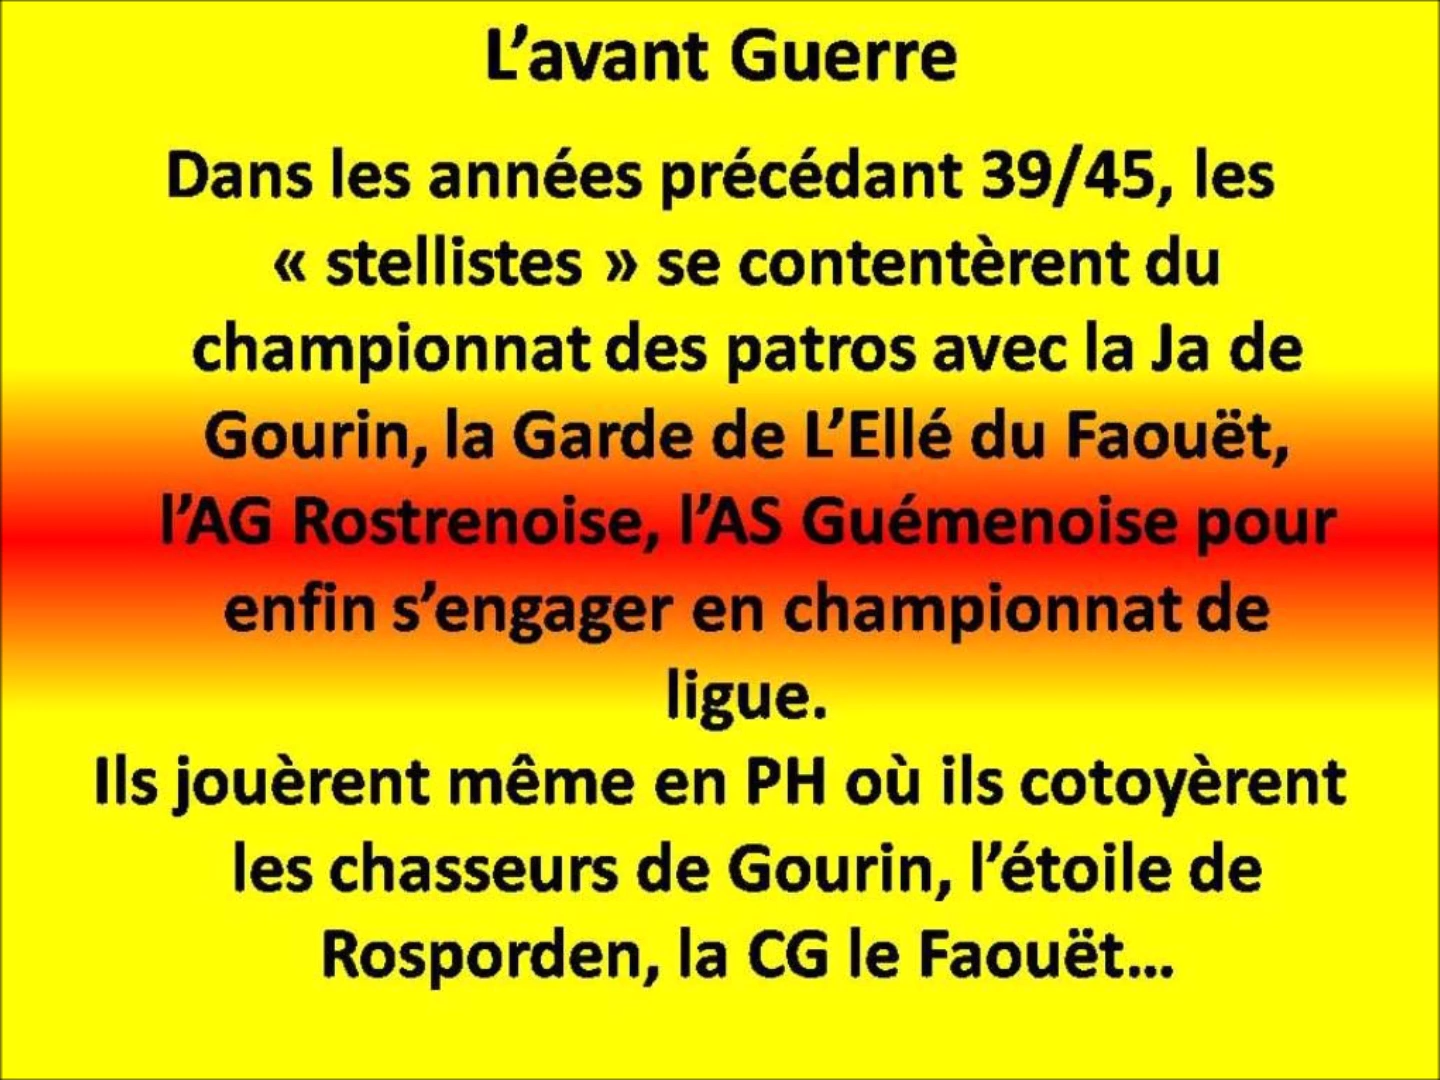 L’avant Guerre
Dans les années précédant 39/45, les
« stellistes » se contentèrent du
championnat des patros avec la Ja de
Gourin, la Garde de L’Ellé du Faouët,
l’AG Rostrenoise, l’AS Guémenoise pour
enfin s’engager en championnat de
ligue.
Ils jouèrent même en PH où ils cotoyèrent
les chasseurs de Gourin, l’étoile de
Rosporden, la CG le Faouët…